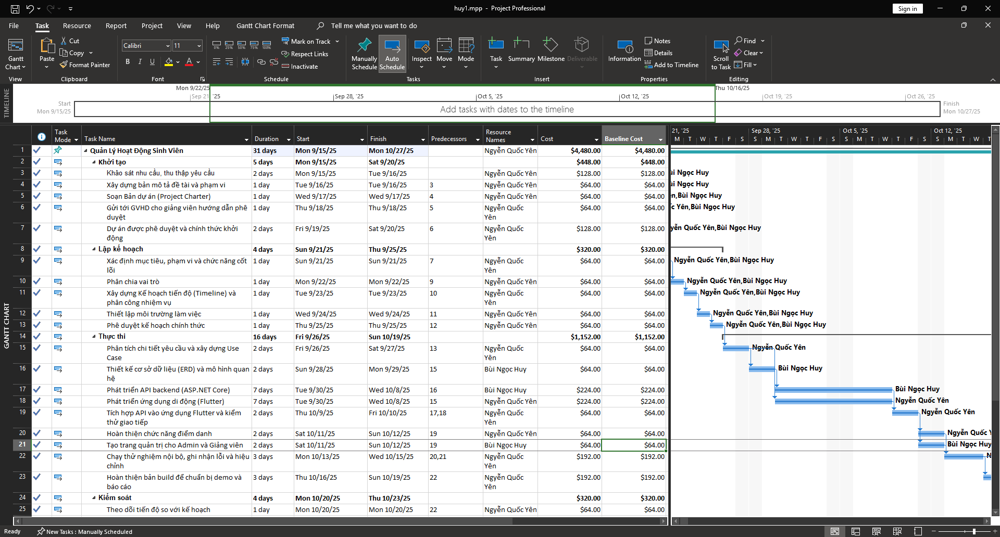 huy1.mpp - Project Professional
Sign in
File Task Resource Report Project View Help Gantt Chart Format Tell me what you want to do
Gantt Chart
View
Paste
Cut
Copy
Format Painter
Clipboard
Calibri 11
B I U A
Font
0% 25% 50% 75% 100%
Mark on Track
Respect Links
Inactivate
Schedule
Manually Schedule
Auto Schedule
Inspect
Move
Mode
Tasks
Task
Summary
Milestone
Deliverable
Insert
Information
Notes
Details
Add to Timeline
Properties
Scroll to Task
Find
Clear
Fill
Editing
TIMELINE
Mon 9/22/25 Thu 10/16/25
Sep 21, '25 Sep 28, '25 Oct 5, '25 Oct 12, '25 Oct 19, '25 Oct 26, '25
Start
Mon 9/15/25
Add tasks with dates to the timeline
Finish
Mon 10/27/25
GANTT CHART
Task Mode Task Name Duration Start Finish Predecessors Resource Names Cost Baseline Cost
1 Quản Lý Hoạt Động Sinh Viên 31 days Mon 9/15/25 Mon 10/27/25 Ngyễn Quốc Yên $4,480.00 $4,480.00
2 Khởi tạo 5 days Mon 9/15/25 Sat 9/20/25 $448.00 $448.00
3 Khảo sát nhu cầu, thu thập yêu cầu 2 days Mon 9/15/25 Tue 9/16/25 Ngyễn Quốc Yên $128.00 $128.00
4 Xây dựng bản mô tả đề tài và phạm vi 1 day Tue 9/16/25 Tue 9/16/25 3 Ngyễn Quốc Yên $64.00 $64.00
5 Soạn Bản dự án (Project Charter) 1 day Wed 9/17/25 Wed 9/17/25 4 Ngyễn Quốc Yên $64.00 $64.00
6 Gửi tới GVHD cho giảng viên hướng dẫn phê duyệt 1 day Thu 9/18/25 Thu 9/18/25 5 Ngyễn Quốc Yên $64.00 $64.00
7 Dự án được phê duyệt và chính thức khởi động 2 days Fri 9/19/25 Sat 9/20/25 6 Ngyễn Quốc Yên $128.00 $128.00
8 Lập kế hoạch 4 days Sun 9/21/25 Thu 9/25/25 $320.00 $320.00
9 Xác định mục tiêu, phạm vi và chức năng cốt lõi 1 day Sun 9/21/25 Sun 9/21/25 7 Ngyễn Quốc Yên $64.00 $64.00
10 Phân chia vai trò 1 day Mon 9/22/25 Mon 9/22/25 9 Ngyễn Quốc Yên $64.00 $64.00
11 Xây dựng Kế hoạch tiến độ (Timeline) và phân công nhiệm vụ 1 day Tue 9/23/25 Tue 9/23/25 10 Ngyễn Quốc Yên $64.00 $64.00
12 Thiết lập môi trường làm việc 1 day Wed 9/24/25 Wed 9/24/25 11 Ngyễn Quốc Yên $64.00 $64.00
13 Phê duyệt kế hoạch chính thức 1 day Thu 9/25/25 Thu 9/25/25 12 Ngyễn Quốc Yên $64.00 $64.00
14 Thực thi 16 days Fri 9/26/25 Sun 10/19/25 $1,152.00 $1,152.00
15 Phân tích chi tiết yêu cầu và xây dựng Use Case 2 days Fri 9/26/25 Sat 9/27/25 13 Ngyễn Quốc Yên $64.00 $64.00
16 Thiết kế cơ sở dữ liệu (ERD) và mô hình quan hệ 2 days Sun 9/28/25 Mon 9/29/25 15 Bùi Ngọc Huy $64.00 $64.00
17 Phát triển API backend (ASP.NET Core) 7 days Tue 9/30/25 Wed 10/8/25 16 Bùi Ngọc Huy $224.00 $224.00
18 Phát triển ứng dụng di động (Flutter) 7 days Tue 9/30/25 Wed 10/8/25 15 Ngyễn Quốc Yên $224.00 $224.00
19 Tích hợp API vào ứng dụng Flutter và kiểm thử giao tiếp 2 days Thu 10/9/25 Fri 10/10/25 17,18 Ngyễn Quốc Yên $64.00 $64.00
20 Hoàn thiện chức năng điểm danh 2 days Sat 10/11/25 Sun 10/12/25 19 Ngyễn Quốc Yên $64.00 $64.00
21 Tạo trang quản trị cho Admin và Giảng viên 2 days Sat 10/11/25 Sun 10/12/25 19 Bùi Ngọc Huy $64.00 $64.00
22 Chạy thử nghiệm nội bộ, ghi nhận lỗi và hiệu chỉnh 3 days Mon 10/13/25 Wed 10/15/25 20,21 Ngyễn Quốc Yên $192.00 $192.00
23 Hoàn thiện bản build để chuẩn bị demo và báo cáo 3 days Thu 10/16/25 Sun 10/19/25 22 Ngyễn Quốc Yên $192.00 $192.00
24 Kiểm soát 4 days Mon 10/20/25 Thu 10/23/25 $320.00 $320.00
25 Theo dõi tiến độ so với kế hoạch 1 day Mon 10/20/25 Mon 10/20/25 22 Ngyễn Quốc Yên $64.00 $64.00
21, '25 Sep 28, '25 Oct 5, '25 Oct 12, '25
M T W T F S S M T W T F S S M T W T F S S M T W T
Ngọc Huy
Ngọc Huy
Bùi Ngọc Huy
Yên,Bùi Ngọc Huy
Quốc Yên,Bùi Ngọc Huy
Ngyễn Quốc Yên,Bùi Ngọc Huy
Ngyễn Quốc Yên,Bùi Ngọc Huy
Ngyễn Quốc Yên,Bùi Ngọc Huy
Ngyễn Quốc Yên,Bùi Ngọc Huy
Ngyễn Quốc Yên,Bùi Ngọc Huy
Ngyễn Quốc Yên
Bùi Ngọc Huy
Bùi Ngọc Huy
Ngyễn Quốc Yên
Ngyễn Quốc Yên
Ngyễn Quốc
Bùi Ngọc Huy
Ready New Tasks : Manually Scheduled